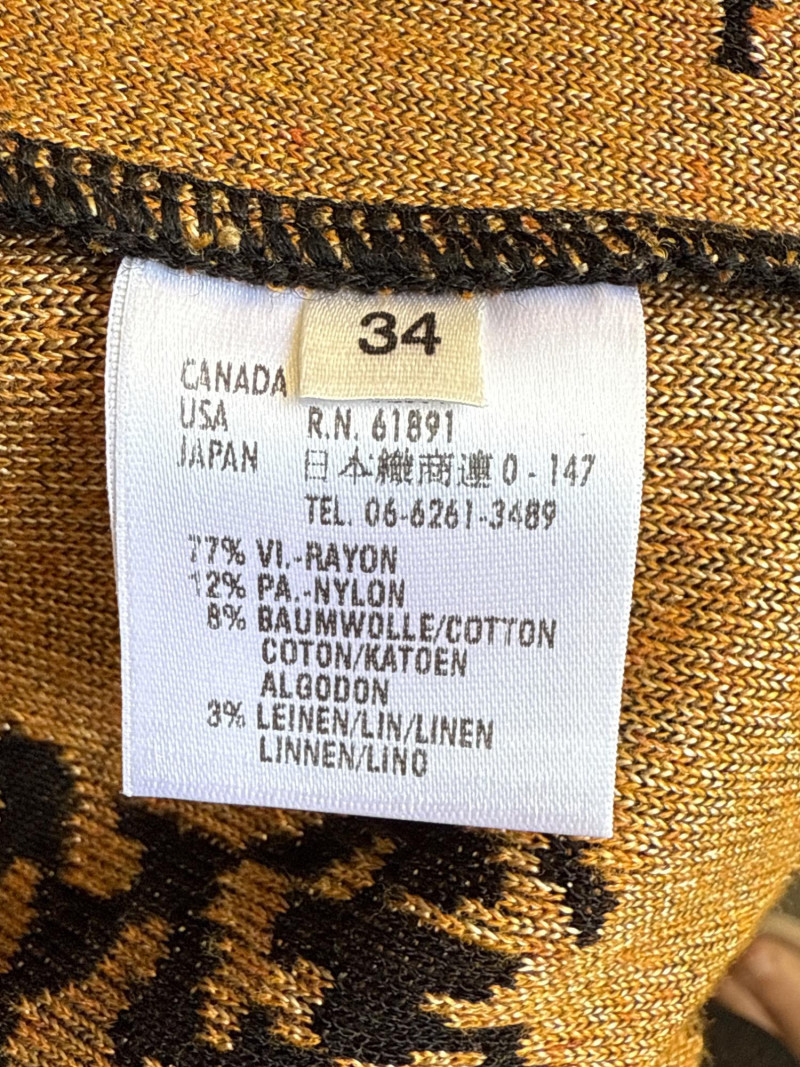 34
CANADA
USA R.N. 61891
JAPAN 日本織商連 0-147
TEL. 06-6261-3489
77% VI.-RAYON
12% PA.-NYLON
8% BAUMWOLLE/COTTON
COTON/KATOEN
ALGODON
3% LEINEN/LIN/LINEN
LINNEN/LINO